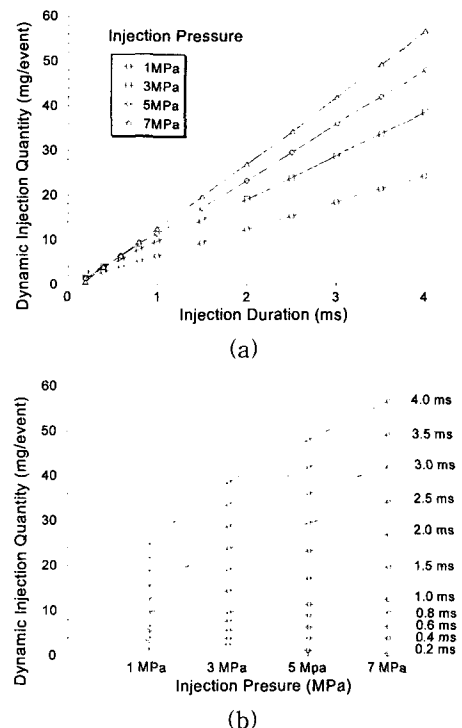 60
50
40
30
20
10
0
Dynamic Injection Quantity (mg/event)
Injection Pressure
1MPa
3MPa
5MPa
7MPa
0 1 2 3 4
Injection Duration (ms)
(a)
60
50
40
30
20
10
0
Dynamic Injection Quantity (mg/event)
4.0 ms
3.5 ms
3.0 ms
2.5 ms
2.0 ms
1.5 ms
1.0 ms
0.8 ms
0.6 ms
0.4 ms
0.2 ms
1 MPa 3 MPa 5 Mpa 7 MPa
Injection Presure (MPa)
(b)